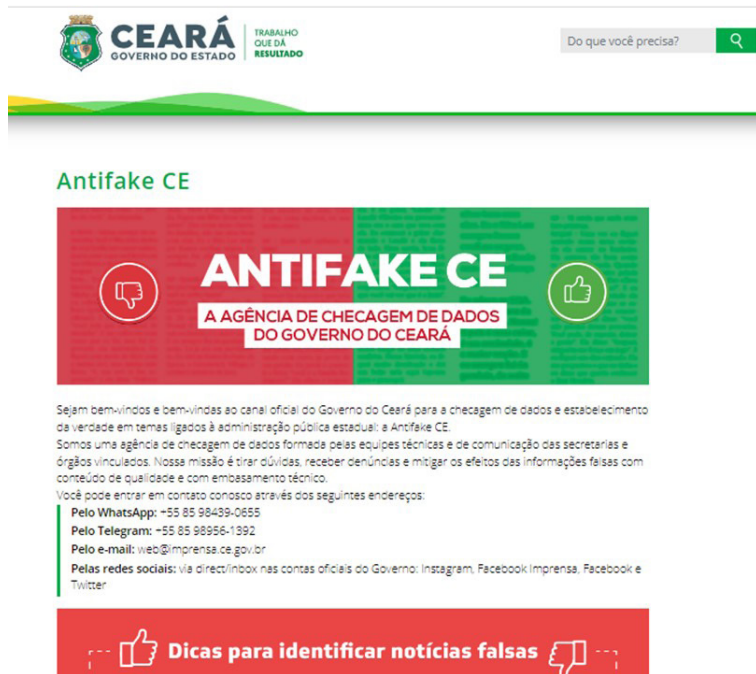 CEARÁ
GOVERNO DO ESTADO
TRABALHO
QUE DÁ
RESULTADO
Do que você precisa?
Antifake CE
ANTIFAKE CE
A AGÊNCIA DE CHECAGEM DE DADOS
DO GOVERNO DO CEARÁ
Sejam bem-vindos e bem-vindas ao canal oficial do Governo do Ceará para a checagem de dados e estabelecimento
da verdade em temas ligados à administração pública estadual: a Antifake CE.
Somos uma agência de checagem de dados formada pelas equipes técnicas e de comunicação das secretarias e
órgãos vinculados. Nossa missão é tirar dúvidas, receber denúncias e mitigar os efeitos das informações falsas com
conteúdo de qualidade e com embasamento técnico.
Você pode entrar em contato conosco através dos seguintes endereços:
Pelo WhatsApp: +55 85 98439-0655
Pelo Telegram: +55 85 98956-1392
Pelo e-mail: web@imprensa.ce.gov.br
Pelas redes sociais: via direct/inbox nas contas oficiais do Governo: Instagram, Facebook Imprensa, Facebook e
Twitter
Dicas para identificar notícias falsas